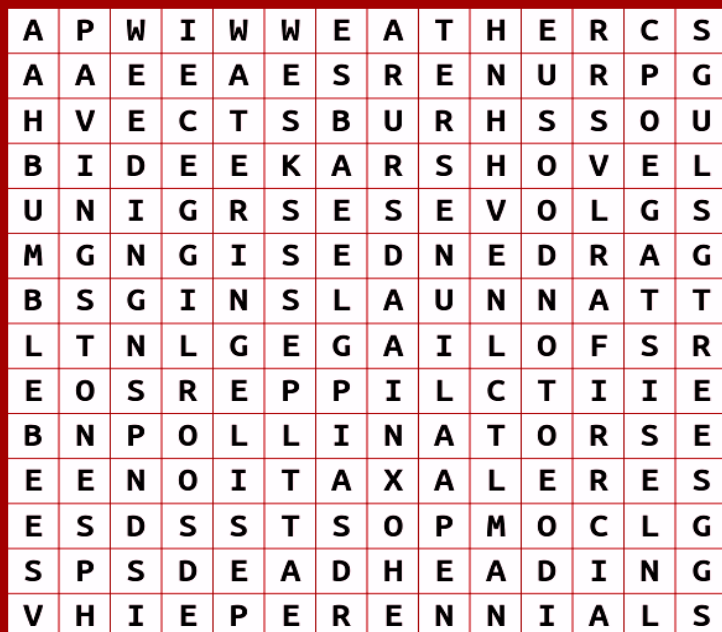 A P W I W W E A T H E R C S
A A E E A E S R E N U R P G
H V E C T S B U R H S S O U
B I D E E K A R S H O V E L
U N I G R S E S E V O L G S
M G N G I S E D N E D R A G
B S G I N S L A U N N A T T
L T N L G E G A I L O F S R
E O S R E P P I L C T I I E
B N P O L L I N A T O R S E
E E N O I T A X A L E R E S
E S D S S T S O P M O C L G
S P S D E A D H E A D I N G
V H I E P E R E N N I A L S